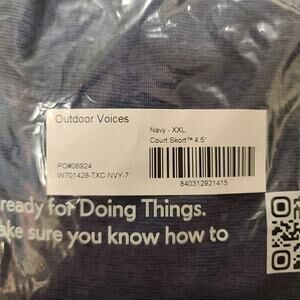 Outdoor Voices
Navy - XXL
Court Skort™ 4.5"
PO#06924
W701428-TXC-NVY-7
840312921415
ready for Doing Things.
ake sure you know how to